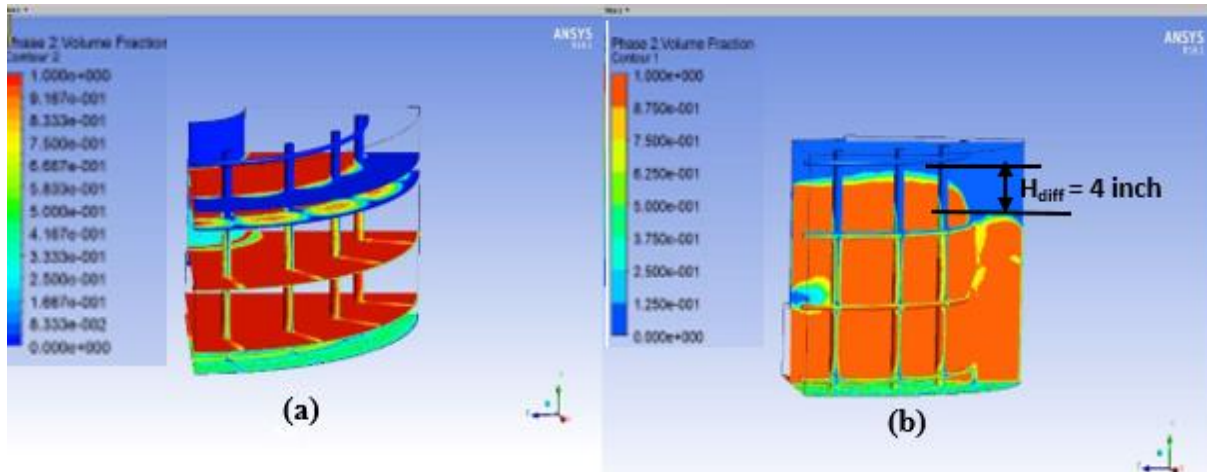 Phase 2.Volume Fraction
Contour 2
1.000e+000
9.167e-001
8.333e-001
7.500e-001
6.667e-001
5.833e-001
5.000e-001
4.167e-001
3.333e-001
2.500e-001
1.667e-001
8.333e-002
0.000e+000
ANSYS
(a)
Phase 2.Volume Fraction
Contour 1
1.000e+000
8.750e-001
7.500e-001
6.250e-001
5.000e-001
3.750e-001
2.500e-001
1.250e-001
0.000e+000
ANSYS
Hdiff = 4 inch
(b)